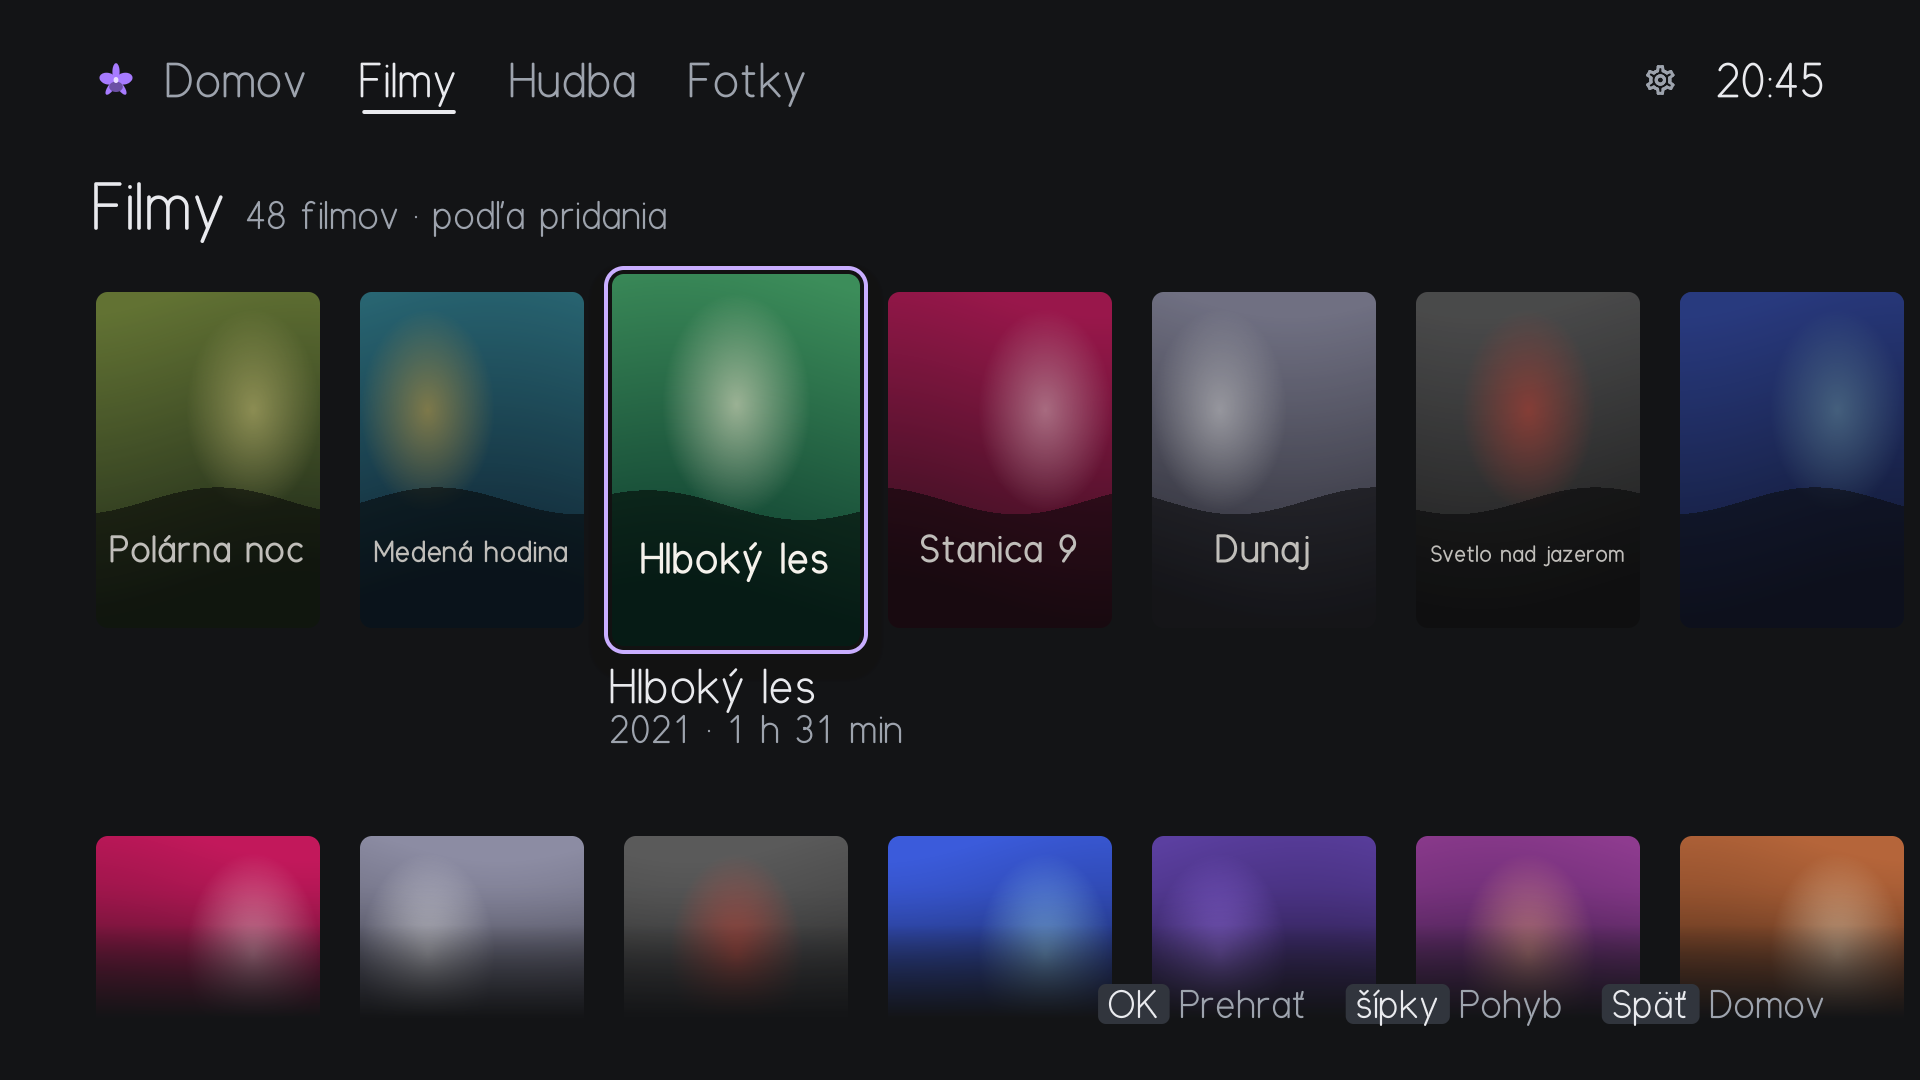 Domov Filmy Hudba Fotky 20:45
Filmy 48 filmov · podľa pridania
Polárna noc
Medená hodina
Hlboký les
Stanica 9
Dunaj
Svetlo nad jazerom
Hlboký les
2021 · 1 h 31 min
OK Prehrať šípky Pohyb Späť Domov